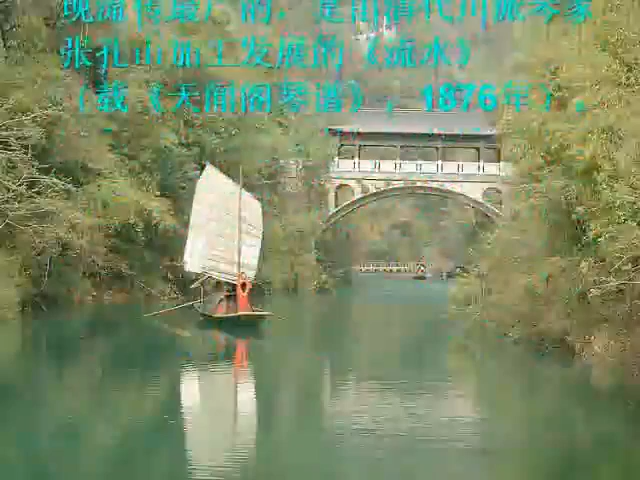 现流传最广的，是由清代川派琴家
张孔山加工发展的《流水》
（载《天闻阁琴谱》，1876年）。